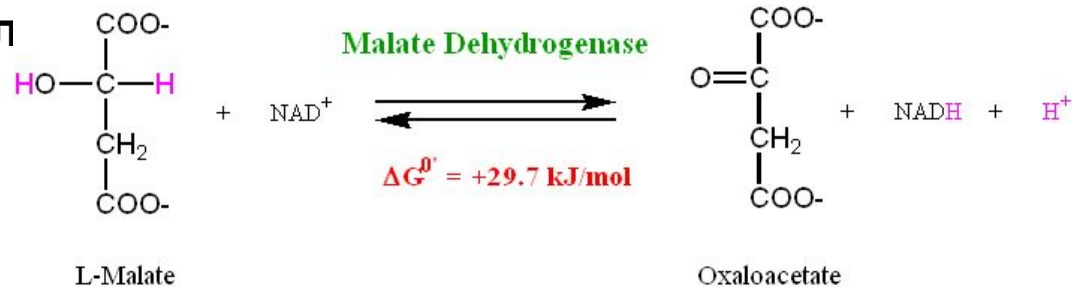 л
COO-
HO—C—H
CH₂
COO-
L-Malate
+ NAD⁺
Malate Dehydrogenase
ΔG⁰' = +29.7 kJ/mol
COO-
O=C
CH₂
COO-
Oxaloacetate
+ NADH + H⁺